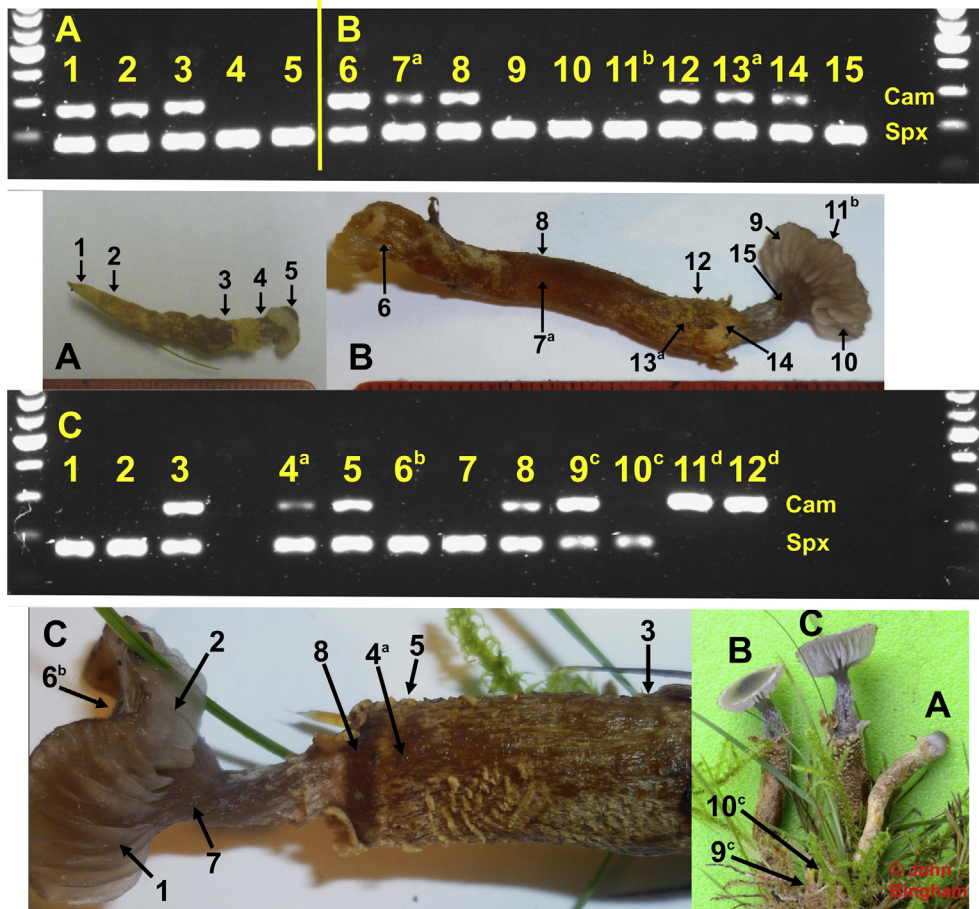 A B
1 2 3 4 5 6 7a 8 9 10 11b 12 13a 14 15
Cam
Spx
1 2 3 4 5
A
8
6
7a
12
13a
14
15
9
11b
10
B
C
1 2 3 4a 5 6b 7 8 9c 10c 11d 12d
Cam
Spx
C
6b
2
8
4a
5
3
7
1
B
C
A
10c
9c
© John
Bingham